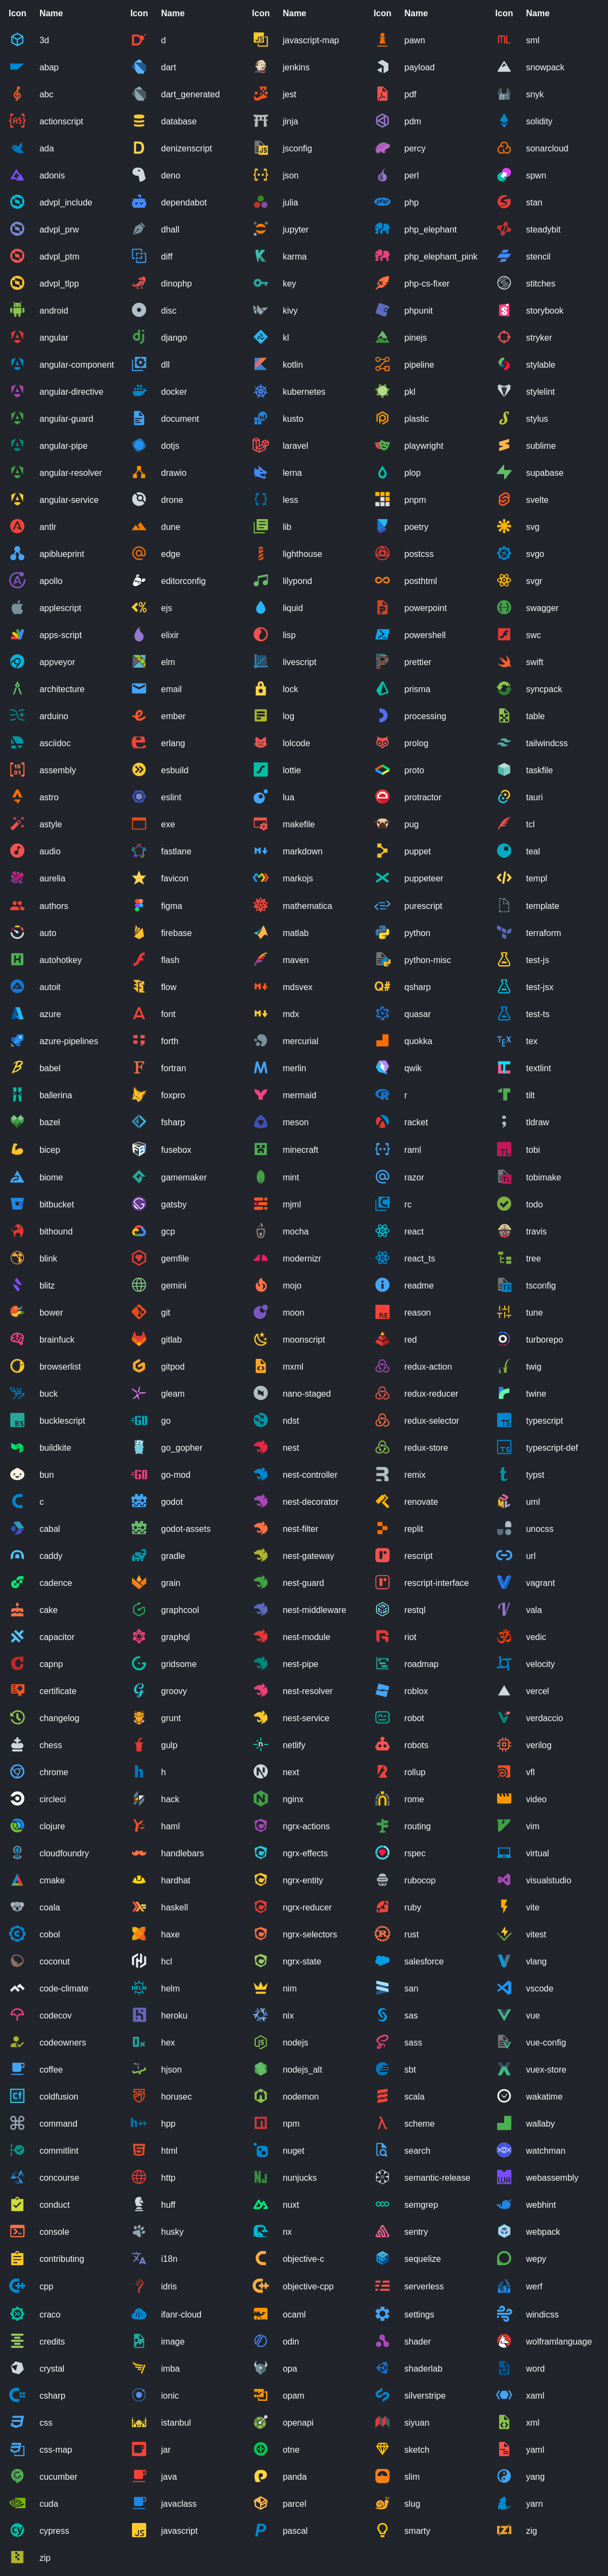 Icon Name Icon Name Icon Name Icon Name Icon Name
3d d javascript-map pawn sml
abap dart jenkins payload snowpack
abc dart_generated jest pdf snyk
actionscript database jinja pdm solidity
ada denizenscript jsconfig percy sonarcloud
adonis deno json perl spwn
advpl_include dependabot julia php stan
advpl_prw dhall jupyter php_elephant steadybit
advpl_ptm diff karma php_elephant_pink stencil
advpl_tlpp dinophp key php-cs-fixer stitches
android disc kivy phpunit storybook
angular django kl pinejs stryker
angular-component dll kotlin pipeline stylable
angular-directive docker kubernetes pkl stylelint
angular-guard document kusto plastic stylus
angular-pipe dotjs laravel playwright sublime
angular-resolver drawio lerna plop supabase
angular-service drone less pnpm svelte
antlr dune lib poetry svg
apiblueprint edge lighthouse postcss svgo
apollo editorconfig lilypond posthtml svgr
applescript ejs liquid powerpoint swagger
apps-script elixir lisp powershell swc
appveyor elm livescript prettier swift
architecture email lock prisma syncpack
arduino ember log processing table
asciidoc erlang lolcode prolog tailwindcss
assembly esbuild lottie proto taskfile
astro eslint lua protractor tauri
astyle exe makefile pug tcl
audio fastlane markdown puppet teal
aurelia favicon markojs puppeteer templ
authors figma mathematica purescript template
auto firebase matlab python terraform
autohotkey flash maven python-misc test-js
autoit flow mdsvex qsharp test-jsx
azure font mdx quasar test-ts
azure-pipelines forth mercurial quokka tex
babel fortran merlin qwik textlint
ballerina foxpro mermaid r tilt
bazel fsharp meson racket tldraw
bicep fusebox minecraft raml tobi
biome gamemaker mint razor tobimake
bitbucket gatsby mjml rc todo
bithound gcp mocha react travis
blink gemfile modernizr react_ts tree
blitz gemini mojo readme tsconfig
bower git moon reason tune
brainfuck gitlab moonscript red turborepo
browserlist gitpod mxml redux-action twig
buck gleam nano-staged redux-reducer twine
bucklescript go ndst redux-selector typescript
buildkite go_gopher nest redux-store typescript-def
bun go-mod nest-controller remix typst
c godot nest-decorator renovate uml
cabal godot-assets nest-filter replit unocss
caddy gradle nest-gateway rescript url
cadence grain nest-guard rescript-interface vagrant
cake graphcool nest-middleware restql vala
capacitor graphql nest-module riot vedic
capnp gridsome nest-pipe roadmap velocity
certificate groovy nest-resolver roblox vercel
changelog grunt nest-service robot verdaccio
chess gulp netlify robots verilog
chrome h next rollup vfl
circleci hack nginx rome video
clojure haml ngrx-actions routing vim
cloudfoundry handlebars ngrx-effects rspec virtual
cmake hardhat ngrx-entity rubocop visualstudio
coala haskell ngrx-reducer ruby vite
cobol haxe ngrx-selectors rust vitest
coconut hcl ngrx-state salesforce vlang
code-climate helm nim san vscode
codecov heroku nix sas vue
codeowners hex nodejs sass vue-config
coffee hjson nodejs_alt sbt vuex-store
coldfusion horusec nodemon scala wakatime
command hpp npm scheme wallaby
commitlint html nuget search watchman
concourse http nunjucks semantic-release webassembly
conduct huff nuxt semgrep webhint
console husky nx sentry webpack
contributing i18n objective-c sequelize wepy
cpp idris objective-cpp serverless werf
craco ifanr-cloud ocaml settings windicss
credits image odin shader wolframlanguage
crystal imba opa shaderlab word
csharp ionic opam silverstripe xaml
css istanbul openapi siyuan xml
css-map jar otne sketch yaml
cucumber java panda slim yang
cuda javaclass parcel slug yarn
cypress javascript pascal smarty zig
zip